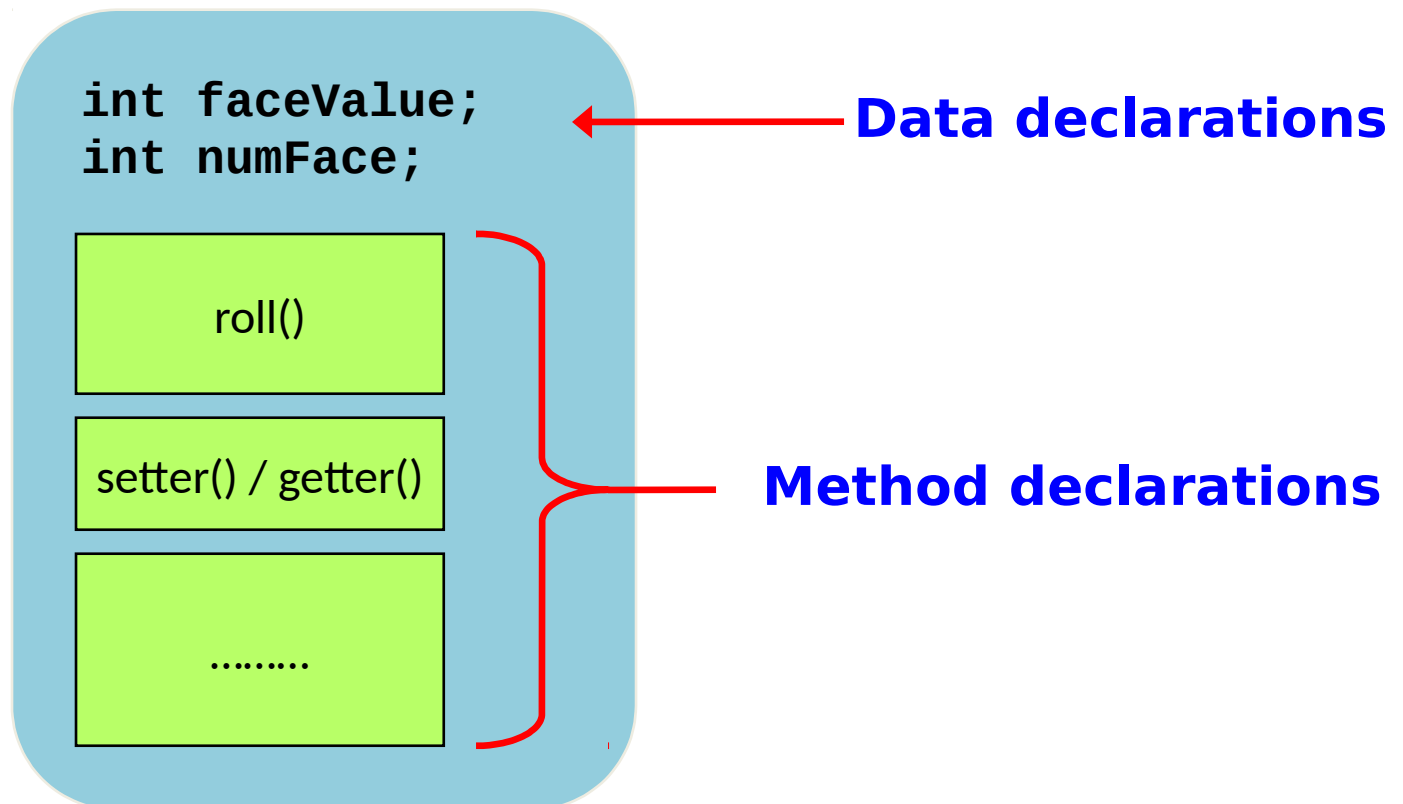 int faceValue;
Data declarations
int numFace;
roll()
setter() / getter()
Method declarations
………